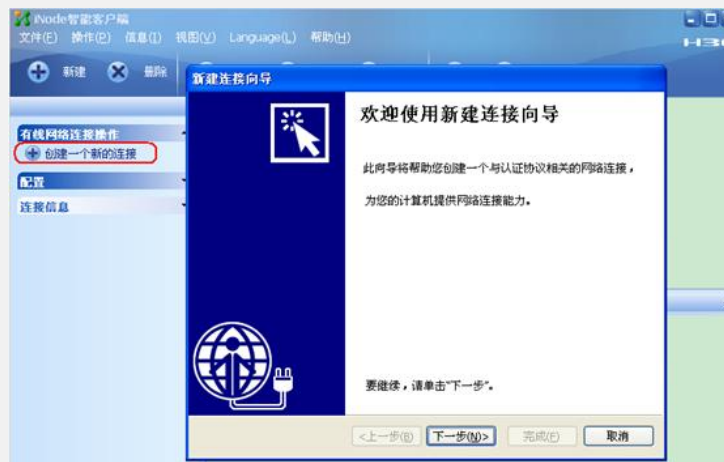 iNode智能客户端
文件(F) 操作(P) 信息(I) 视图(V) Language(L) 帮助(H)
H3C
新建 删除
新建连接向导
欢迎使用新建连接向导
有线网络连接操作
创建一个新的连接
此向导将帮助您创建一个与认证协议相关的网络连接，
配置
为您的计算机提供网络连接能力。
连接信息
要继续，请单击"下一步"。
<上一步(B) 下一步(N)> 完成(F) 取消